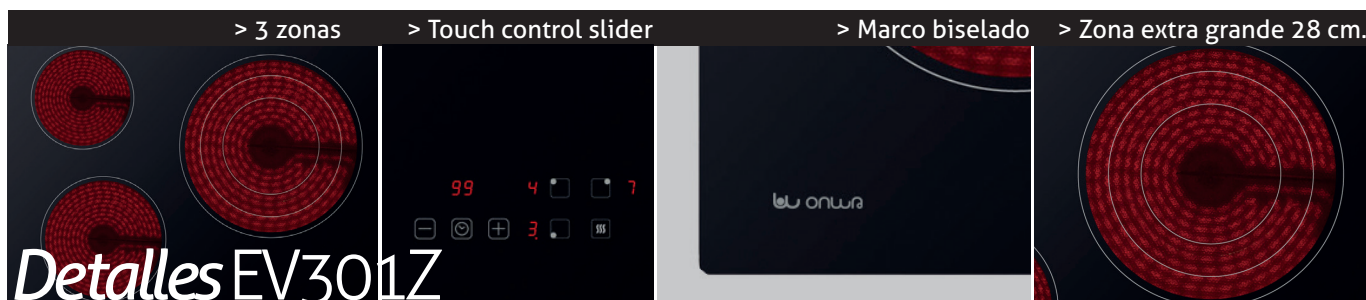 > 3 zonas
> Touch control slider
> Marco biselado
> Zona extra grande 28 cm.
99 4 7
3.
onwa
Detalles EV301Z